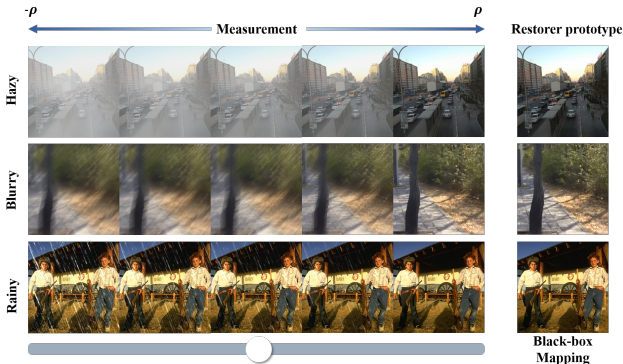 -ρ
ρ
Measurement
Restorer prototype
Hazy
Blurry
Rainy
Black-box
Mapping